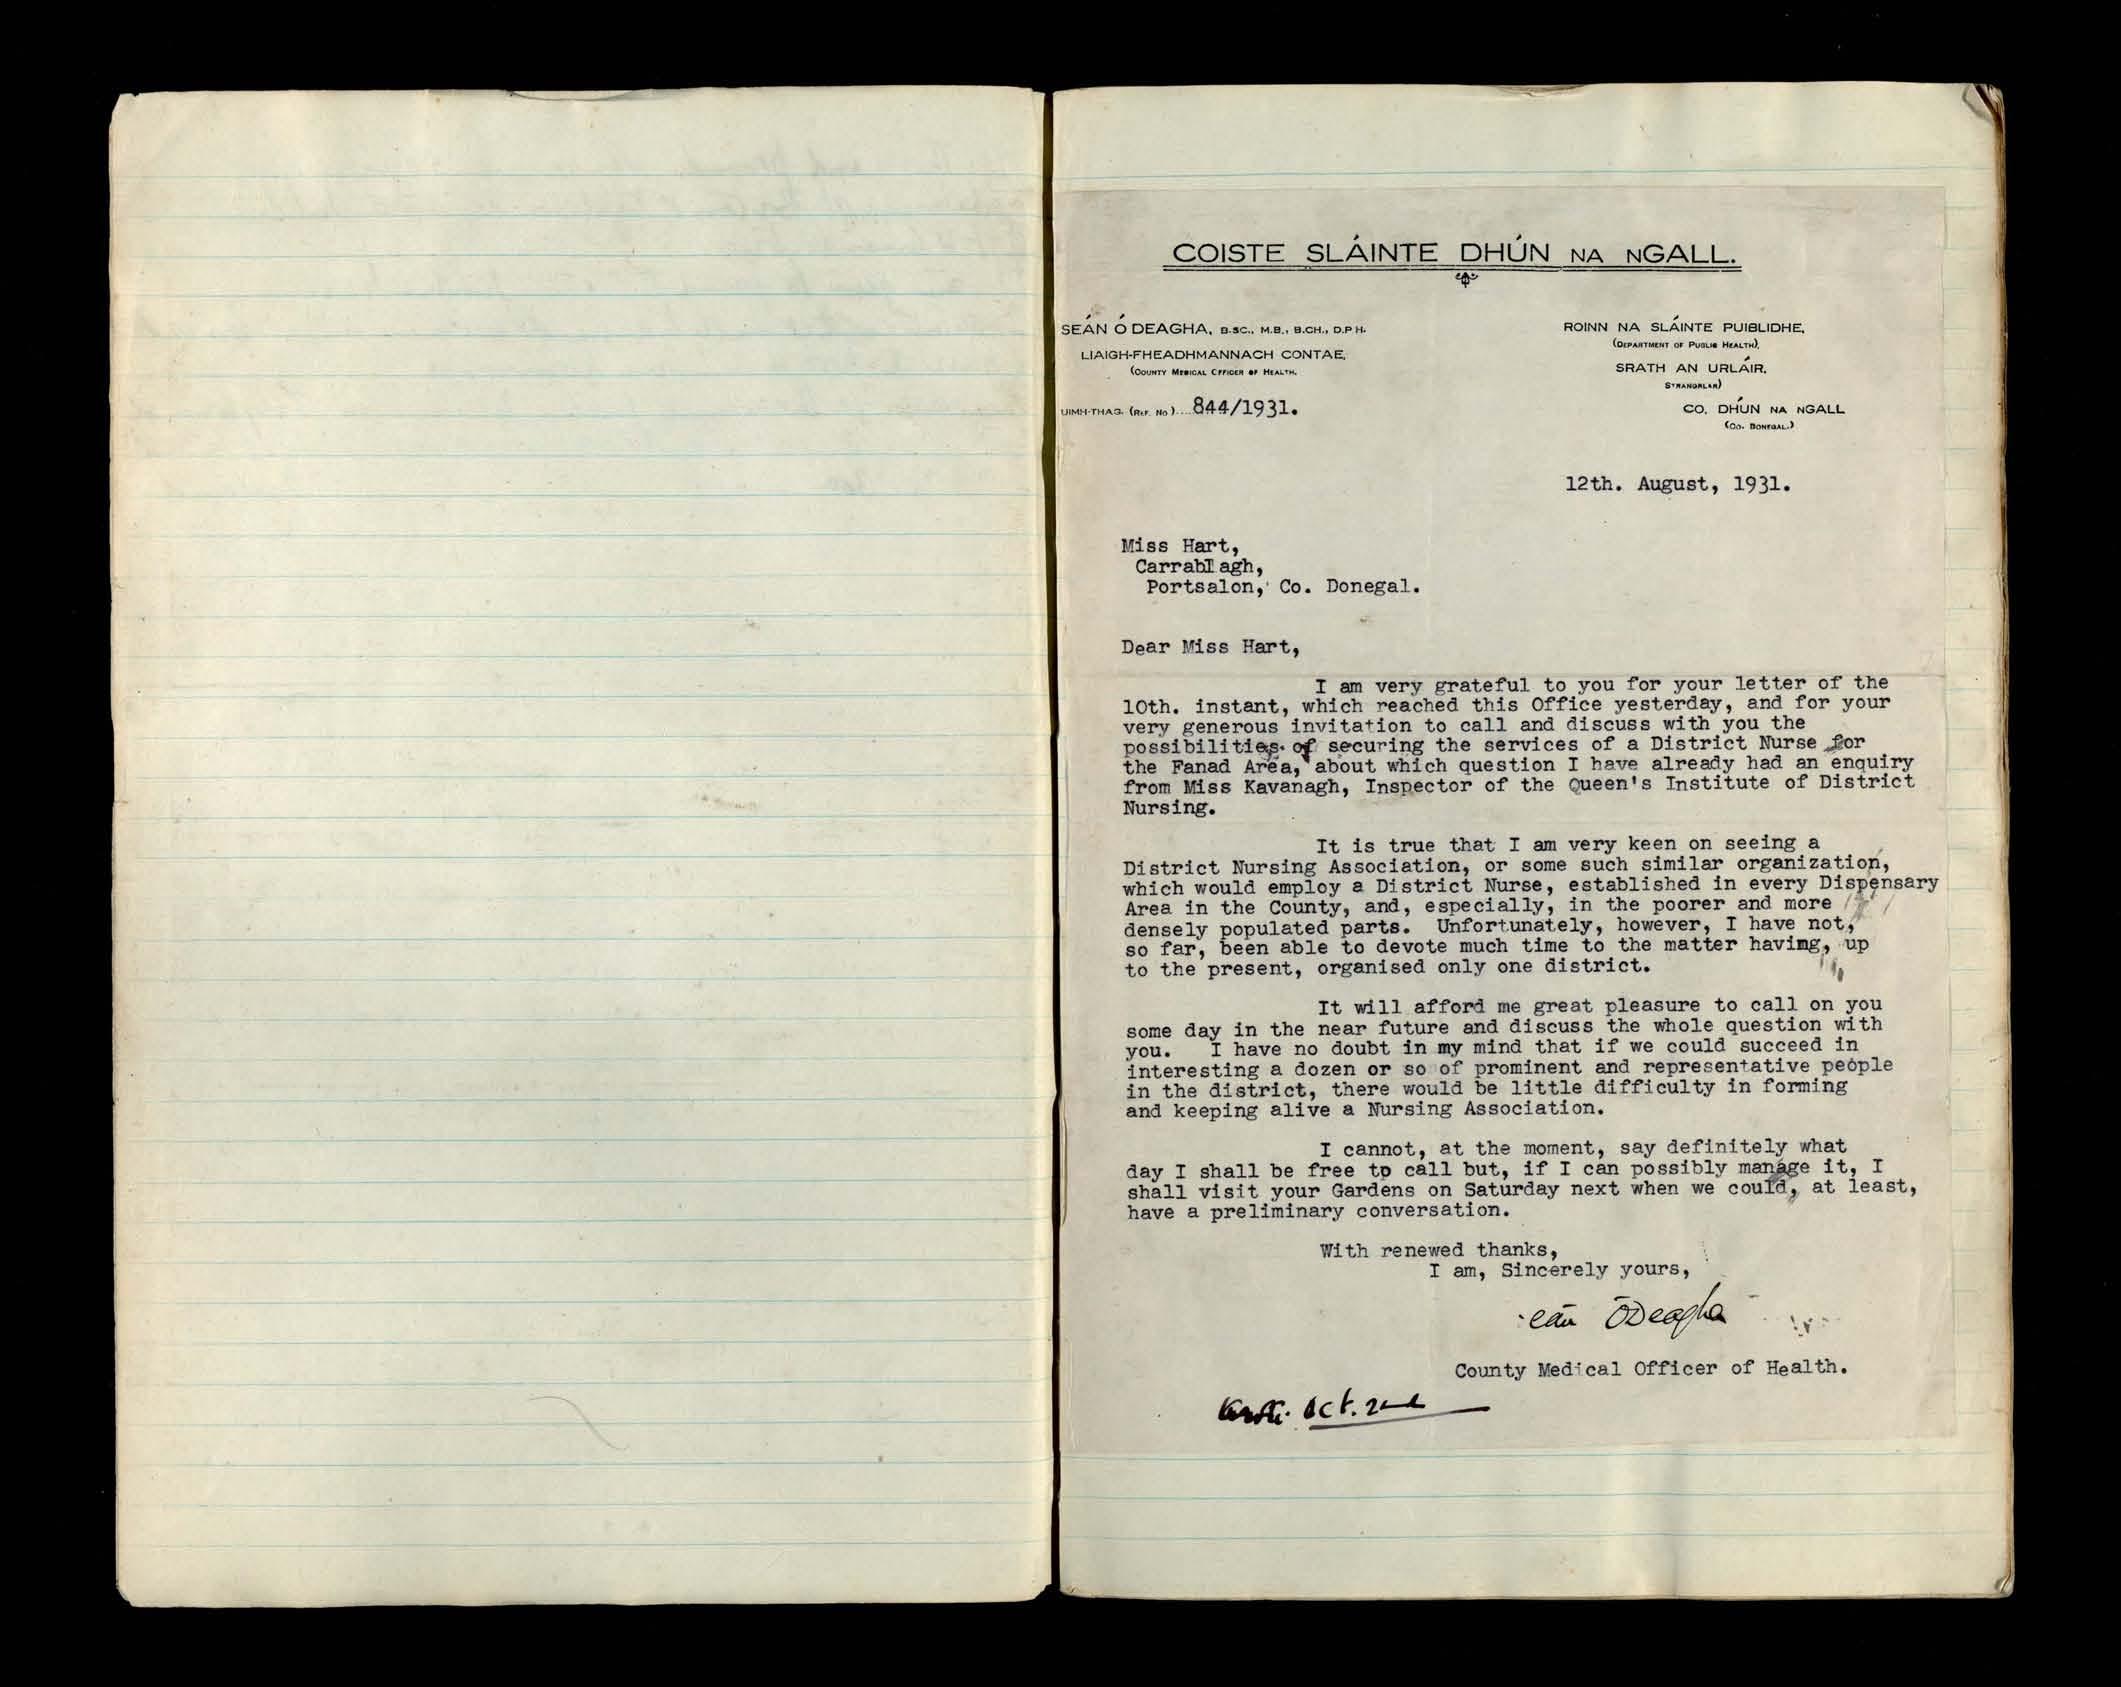 COISTE SLÁINTE DHÚN NA NGALL.
SEÁN Ó DEAGHA, B.SC., M.B., B.CH., D.P.H.
LIAIGH-FHEADHMANNACH CONTAE,
(COUNTY MEDICAL OFFICER OF HEALTH,
UIMH-THAG. (REF. NO)....844/1931.
ROINN NA SLÁINTE PUIBLIDHE,
(DEPARTMENT OF PUBLIC HEALTH),
SRATH AN URLÁIR,
STRANORLAR)
CO. DHÚN NA NGALL
(CO. DONEGAL.)
12th. August, 1931.
Miss Hart,
Carrablagh,
Portsalon, Co. Donegal.
Dear Miss Hart,
I am very grateful to you for your letter of the
10th. instant, which reached this Office yesterday, and for your
very generous invitation to call and discuss with you the
possibilities of securing the services of a District Nurse for
the Fanad Area, about which question I have already had an enquiry
from Miss Kavanagh, Inspector of the Queen's Institute of District
Nursing.
It is true that I am very keen on seeing a
District Nursing Association, or some such similar organization,
which would employ a District Nurse, established in every Dispensary
Area in the County, and, especially, in the poorer and more
densely populated parts. Unfortunately, however, I have not,
so far, been able to devote much time to the matter having, up
to the present, organised only one district.
It will afford me great pleasure to call on you
some day in the near future and discuss the whole question with
you. I have no doubt in my mind that if we could succeed in
interesting a dozen or so of prominent and representative people
in the district, there would be little difficulty in forming
and keeping alive a Nursing Association.
I cannot, at the moment, say definitely what
day I shall be free to call but, if I can possibly manage it, I
shall visit your Gardens on Saturday next when we could, at least,
have a preliminary conversation.
With renewed thanks,
I am, Sincerely yours,
eán ÓDeagha
County Medical Officer of Health.
Oct. 2nd